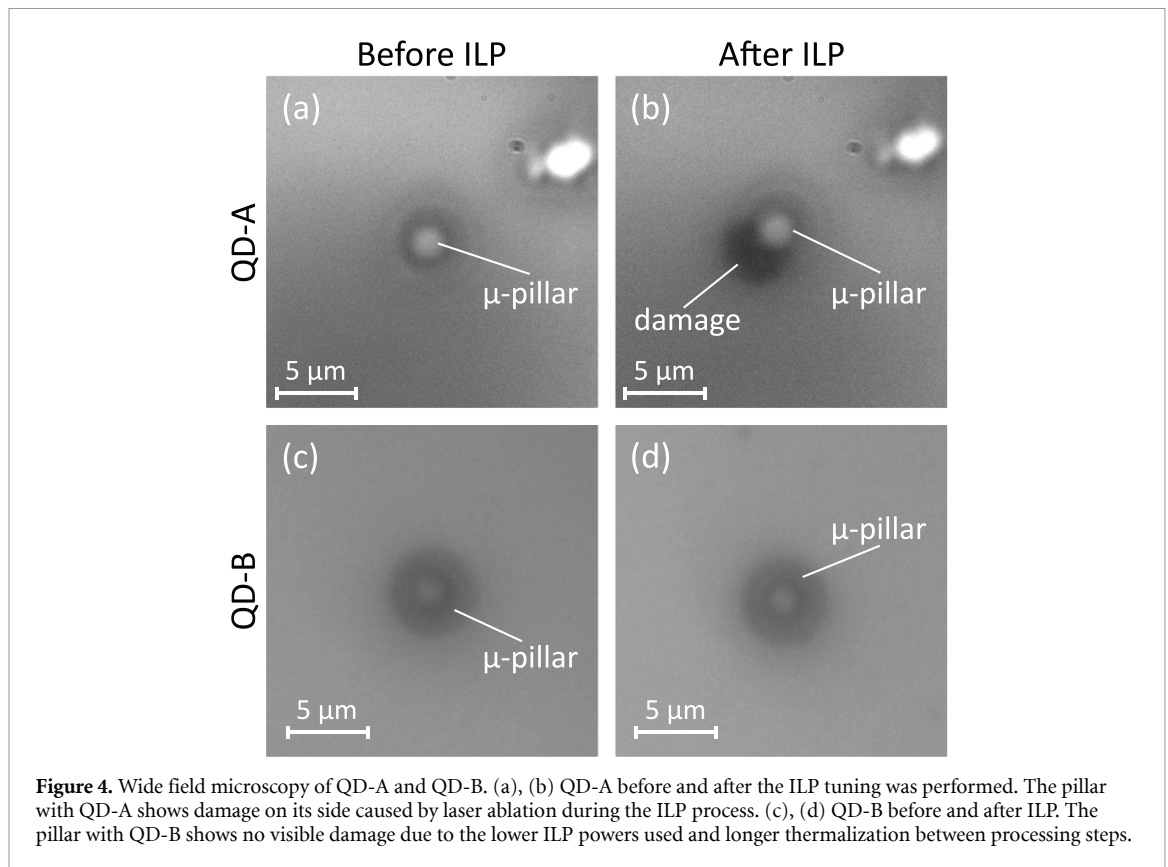 Before ILP
After ILP
QD-A
(a)
μ-pillar
5 μm
(b)
μ-pillar
damage
5 μm
QD-B
(c)
μ-pillar
5 μm
(d)
μ-pillar
5 μm
Figure 4. Wide field microscopy of QD-A and QD-B. (a), (b) QD-A before and after the ILP tuning was performed. The pillar
with QD-A shows damage on its side caused by laser ablation during the ILP process. (c), (d) QD-B before and after ILP. The
pillar with QD-B shows no visible damage due to the lower ILP powers used and longer thermalization between processing steps.